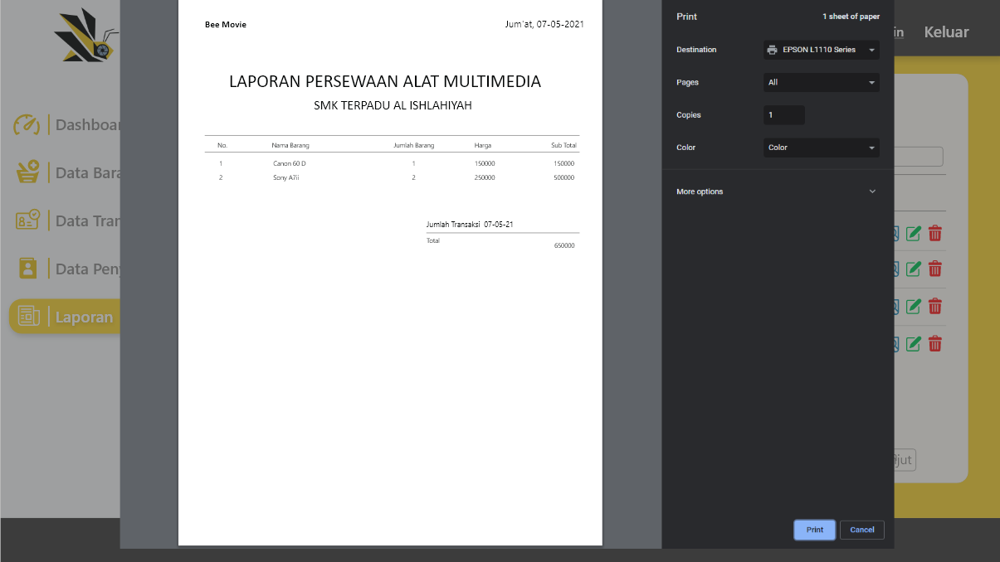 Dashboar
Data Bara
Data Tran
Data Peny
Laporan
Bee Movie
Jum'at, 07-05-2021
LAPORAN PERSEWAAN ALAT MULTIMEDIA
SMK TERPADU AL ISHLAHIYAH
No. Nama Barang Jumlah Barang Harga Sub Total
1 Canon 60 D 1 150000 150000
2 Sony A7ii 2 250000 500000
Jumlah Transaksi 07-05-21
Total 650000
Print 1 sheet of paper
Destination EPSON L1110 Series
Pages All
Copies 1
Color Color
More options
Print Cancel
in Keluar
jut